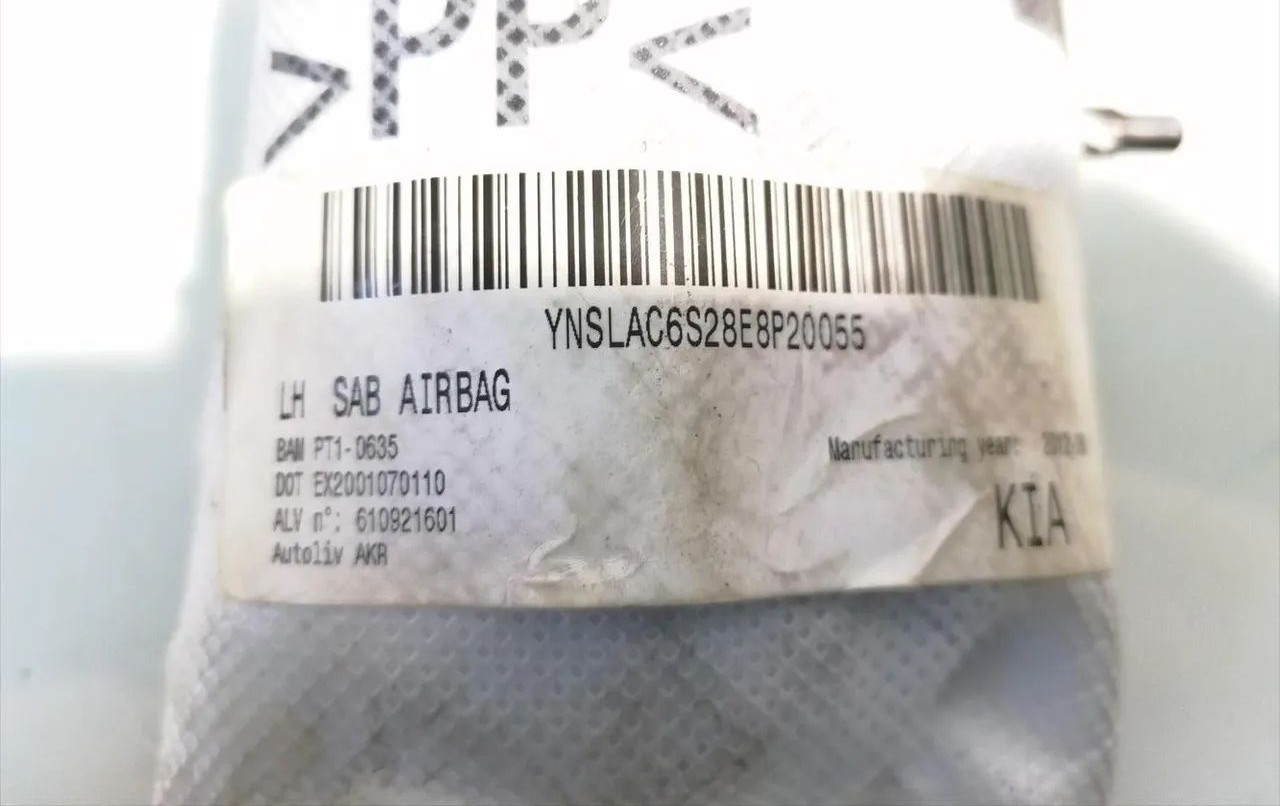 >PP<
YNSLAC6S28E8P20055
LH SAB AIRBAG
BAM PT1-0635
Manufacturing year:
DOT EX2001070110
ALV n°: 610921601
KIA
Autoliv AKR